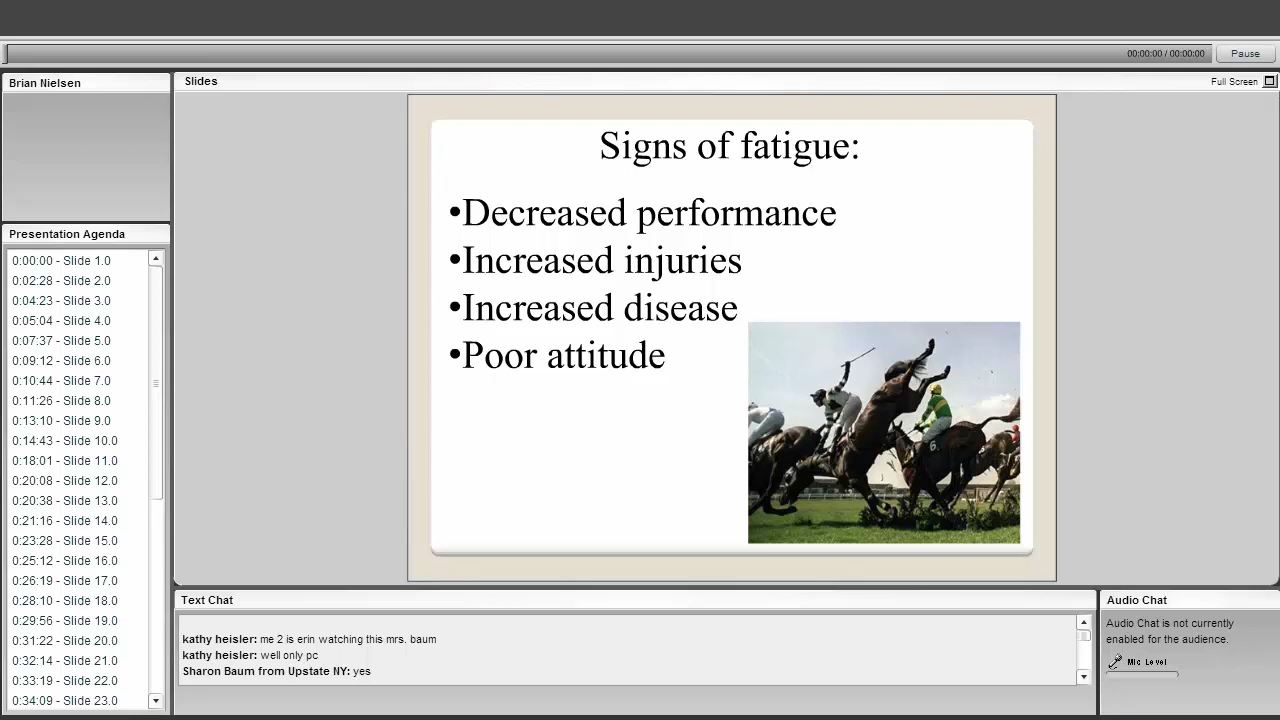 00:00:00 / 00:00:00
Pause
Brian Nielsen
Slides
Full Screen
Signs of fatigue:
•Decreased performance
•Increased injuries
•Increased disease
•Poor attitude
6
Presentation Agenda
0:00:00 - Slide 1.0
0:02:28 - Slide 2.0
0:04:23 - Slide 3.0
0:05:04 - Slide 4.0
0:07:37 - Slide 5.0
0:09:12 - Slide 6.0
0:10:44 - Slide 7.0
0:11:26 - Slide 8.0
0:13:10 - Slide 9.0
0:14:43 - Slide 10.0
0:18:01 - Slide 11.0
0:20:08 - Slide 12.0
0:20:38 - Slide 13.0
0:21:16 - Slide 14.0
0:23:28 - Slide 15.0
0:25:12 - Slide 16.0
0:26:19 - Slide 17.0
0:28:10 - Slide 18.0
0:29:56 - Slide 19.0
0:31:22 - Slide 20.0
0:32:14 - Slide 21.0
0:33:19 - Slide 22.0
0:34:09 - Slide 23.0
Text Chat
kathy heisler: me 2 is erin watching this mrs. baum
kathy heisler: well only pc
Sharon Baum from Upstate NY: yes
Audio Chat
Audio Chat is not currently
enabled for the audience.
Mic Level